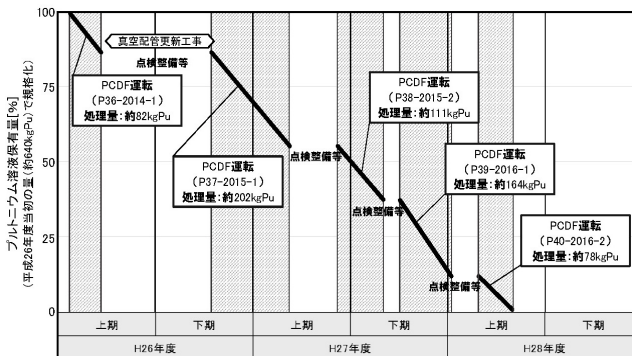 プルトニウム溶液保有量[%]
(平成26年度当初の量(約640kgPu)で規格化)
100
75
50
25
0
真空配管更新工事
点検整備等
PCDF運転
(P36-2014-1)
処理量:約82kgPu
PCDF運転
(P37-2015-1)
処理量:約202kgPu
点検整備等
PCDF運転
(P38-2015-2)
処理量:約111kgPu
点検整備等
PCDF運転
(P39-2016-1)
処理量:約164kgPu
点検整備等
PCDF運転
(P40-2016-2)
処理量:約78kgPu
上期 下期 上期 下期 上期 下期
H26年度 H27年度 H28年度